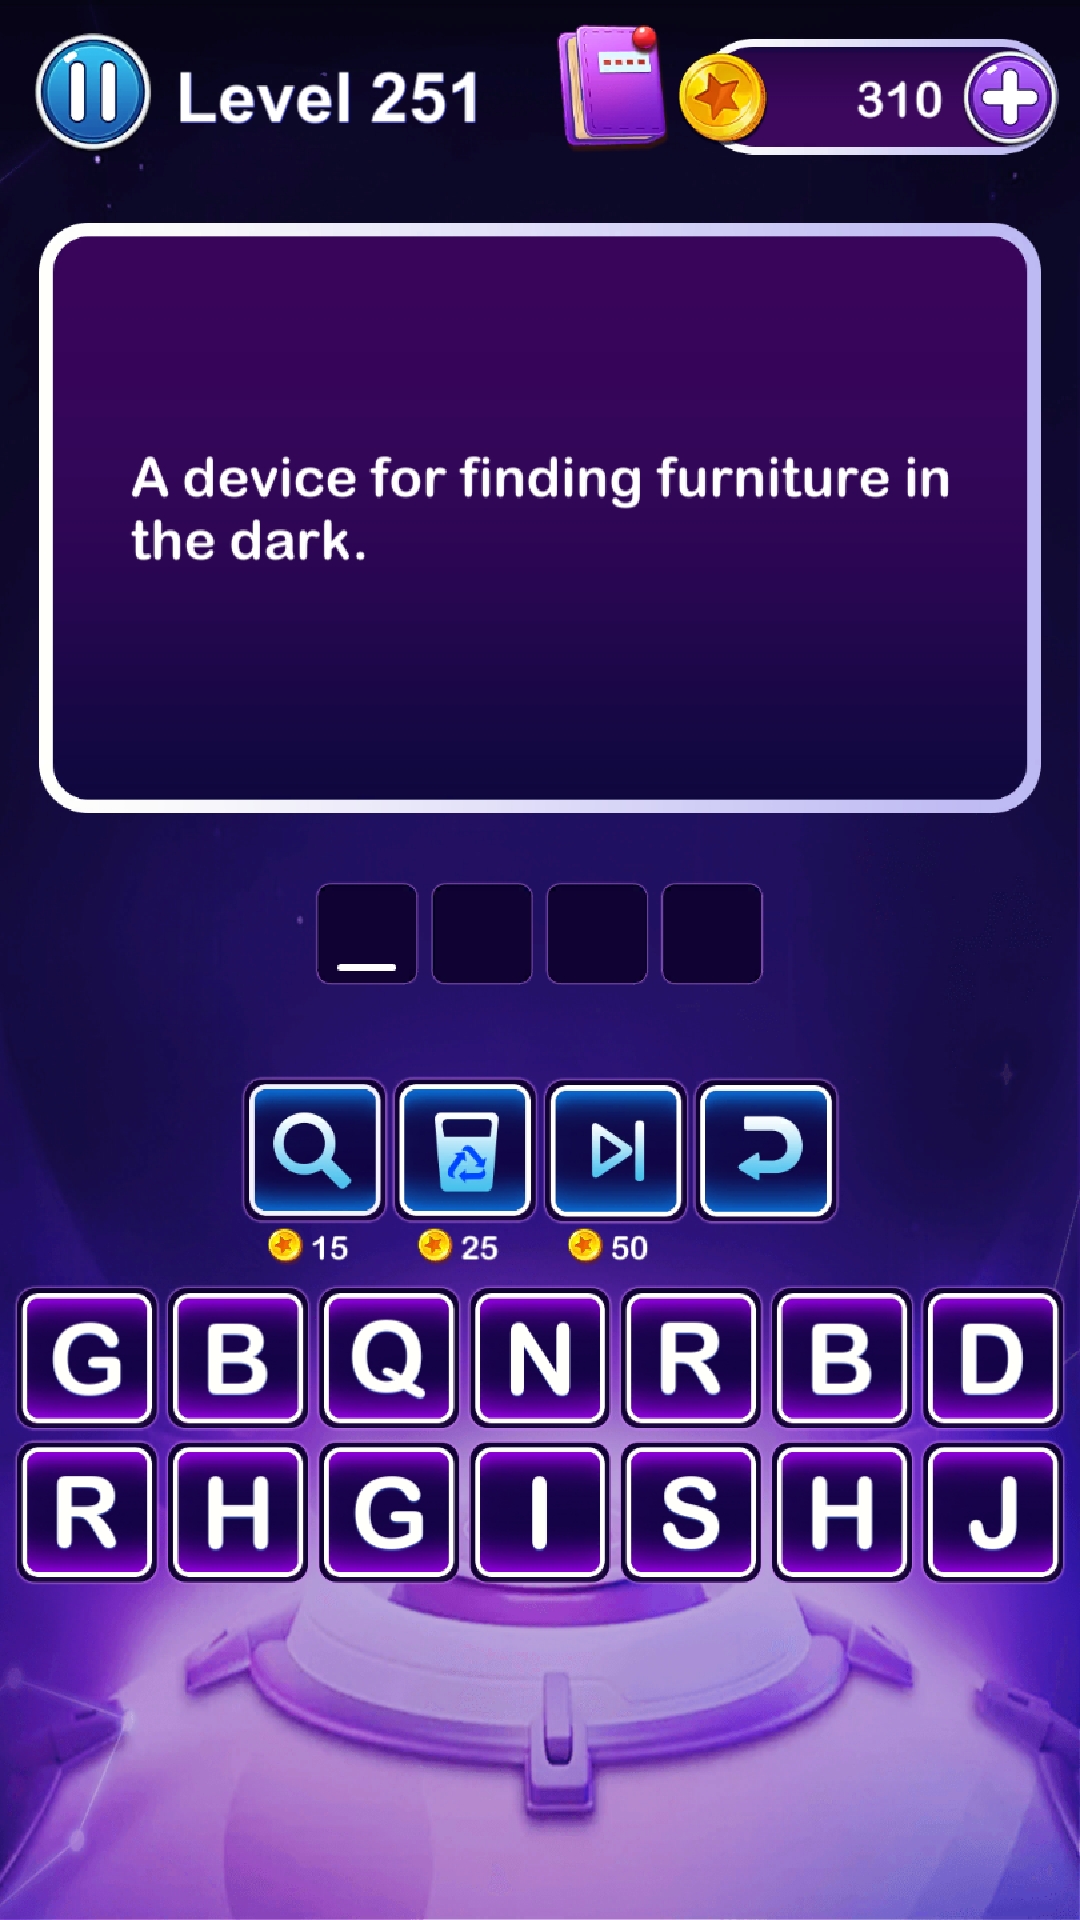 Level 251
310
A device for finding furniture in
the dark.
15 25 50
G B Q N R B D
R H G I S H J